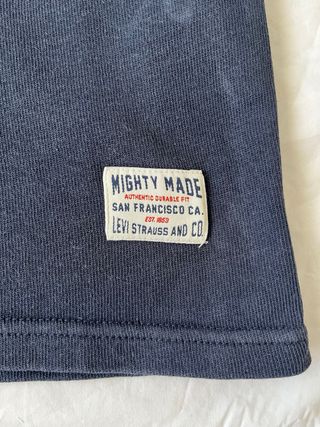 MIGHTY MADE
AUTHENTIC DURABLE FIT
SAN FRANCISCO CA.
EST. 1853
LEVI STRAUSS AND CO.